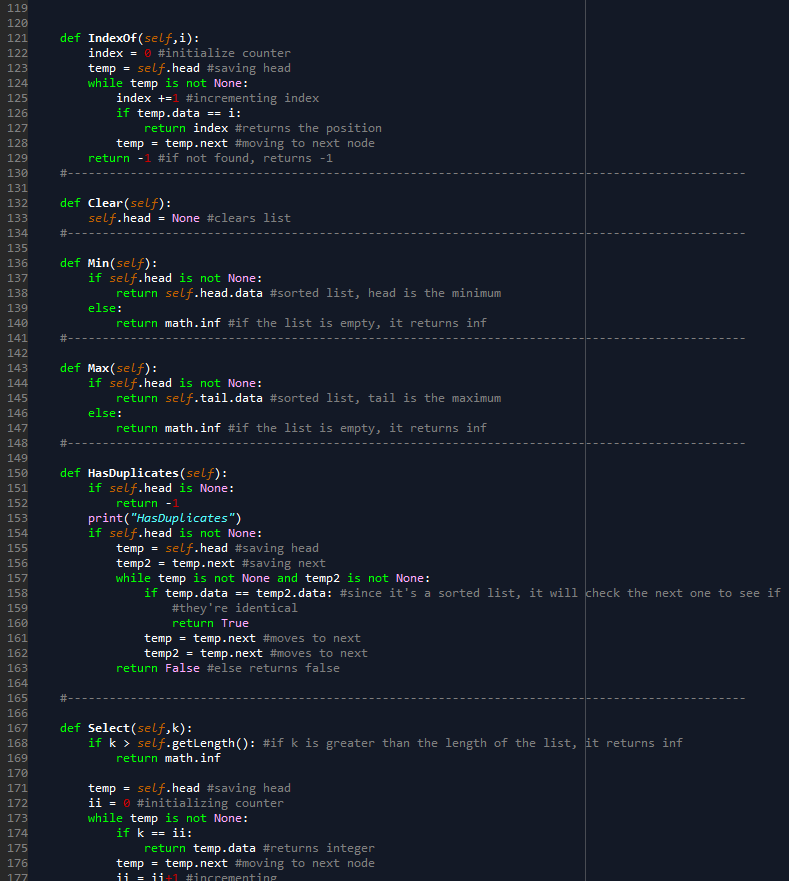 119
120
121 def IndexOf(self,i):
122 index = 0 #initialize counter
123 temp = self.head #saving head
124 while temp is not None:
125 index +=1 #incrementing index
126 if temp.data == i:
127 return index #returns the position
128 temp = temp.next #moving to next node
129 return -1 #if not found, returns -1
130 #-------------------------------------------------------------------------------------------------
131
132 def Clear(self):
133 self.head = None #clears list
134 #-------------------------------------------------------------------------------------------------
135
136 def Min(self):
137 if self.head is not None:
138 return self.head.data #sorted list, head is the minimum
139 else:
140 return math.inf #if the list is empty, it returns inf
141 #-------------------------------------------------------------------------------------------------
142
143 def Max(self):
144 if self.head is not None:
145 return self.tail.data #sorted list, tail is the maximum
146 else:
147 return math.inf #if the list is empty, it returns inf
148 #-------------------------------------------------------------------------------------------------
149
150 def HasDuplicates(self):
151 if self.head is None:
152 return -1
153 print("HasDuplicates")
154 if self.head is not None:
155 temp = self.head #saving head
156 temp2 = temp.next #saving next
157 while temp is not None and temp2 is not None:
158 if temp.data == temp2.data: #since it's a sorted list, it will check the next one to see if
159 #they're identical
160 return True
161 temp = temp.next #moves to next
162 temp2 = temp.next #moves to next
163 return False #else returns false
164
165 #-------------------------------------------------------------------------------------------------
166
167 def Select(self,k):
168 if k > self.getLength(): #if k is greater than the length of the list, it returns inf
169 return math.inf
170
171 temp = self.head #saving head
172 ii = 0 #initializing counter
173 while temp is not None:
174 if k == ii:
175 return temp.data #returns integer
176 temp = temp.next #moving to next node
177 ii = ii+1 #incrementing